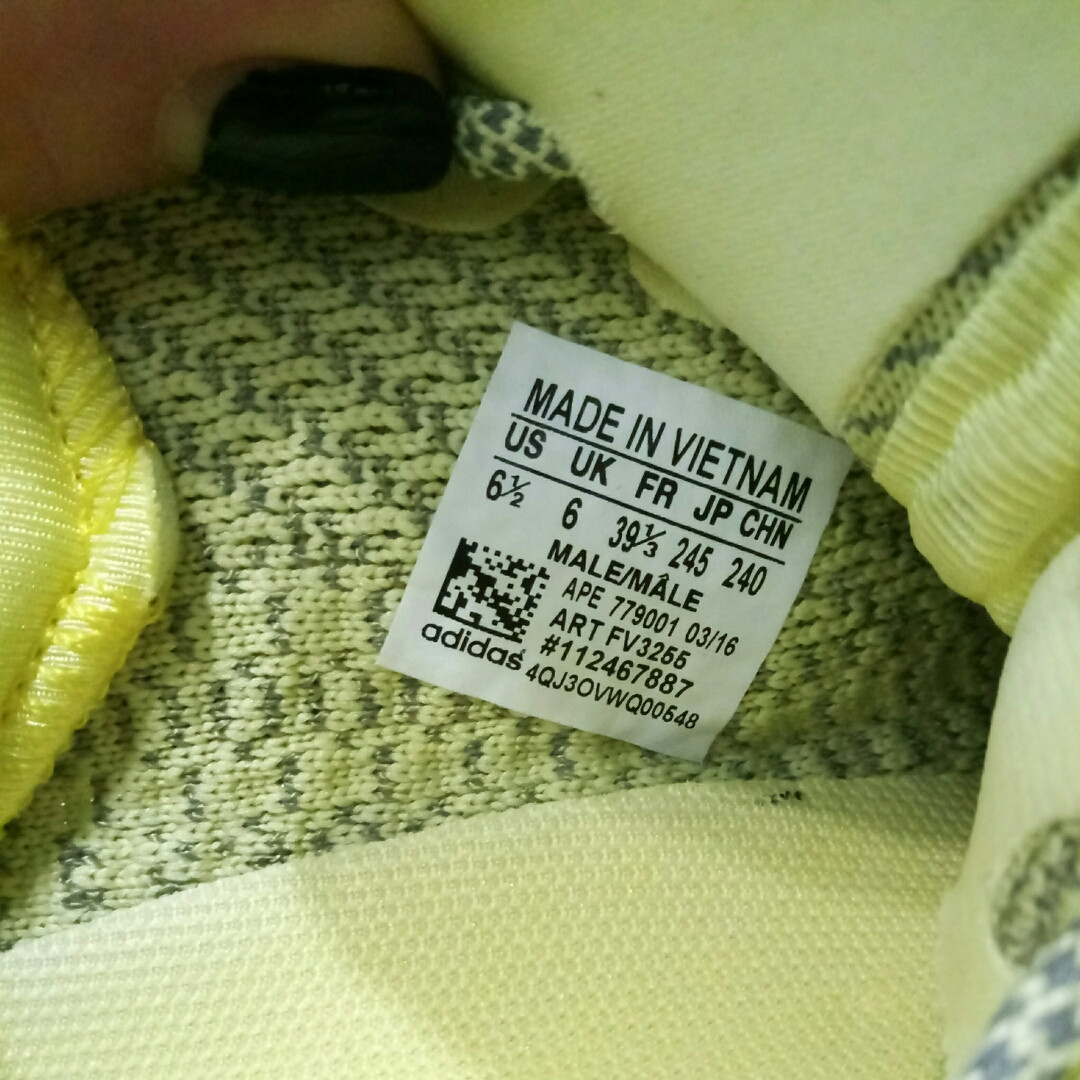 MADE IN VIETNAM
US UK FR JP CHN
6½ 6 39⅓ 245 240
MALE/MÂLE
APE 779001 03/16
ART FV3255
#112467887
adidas 4QJ3OVWQ00548